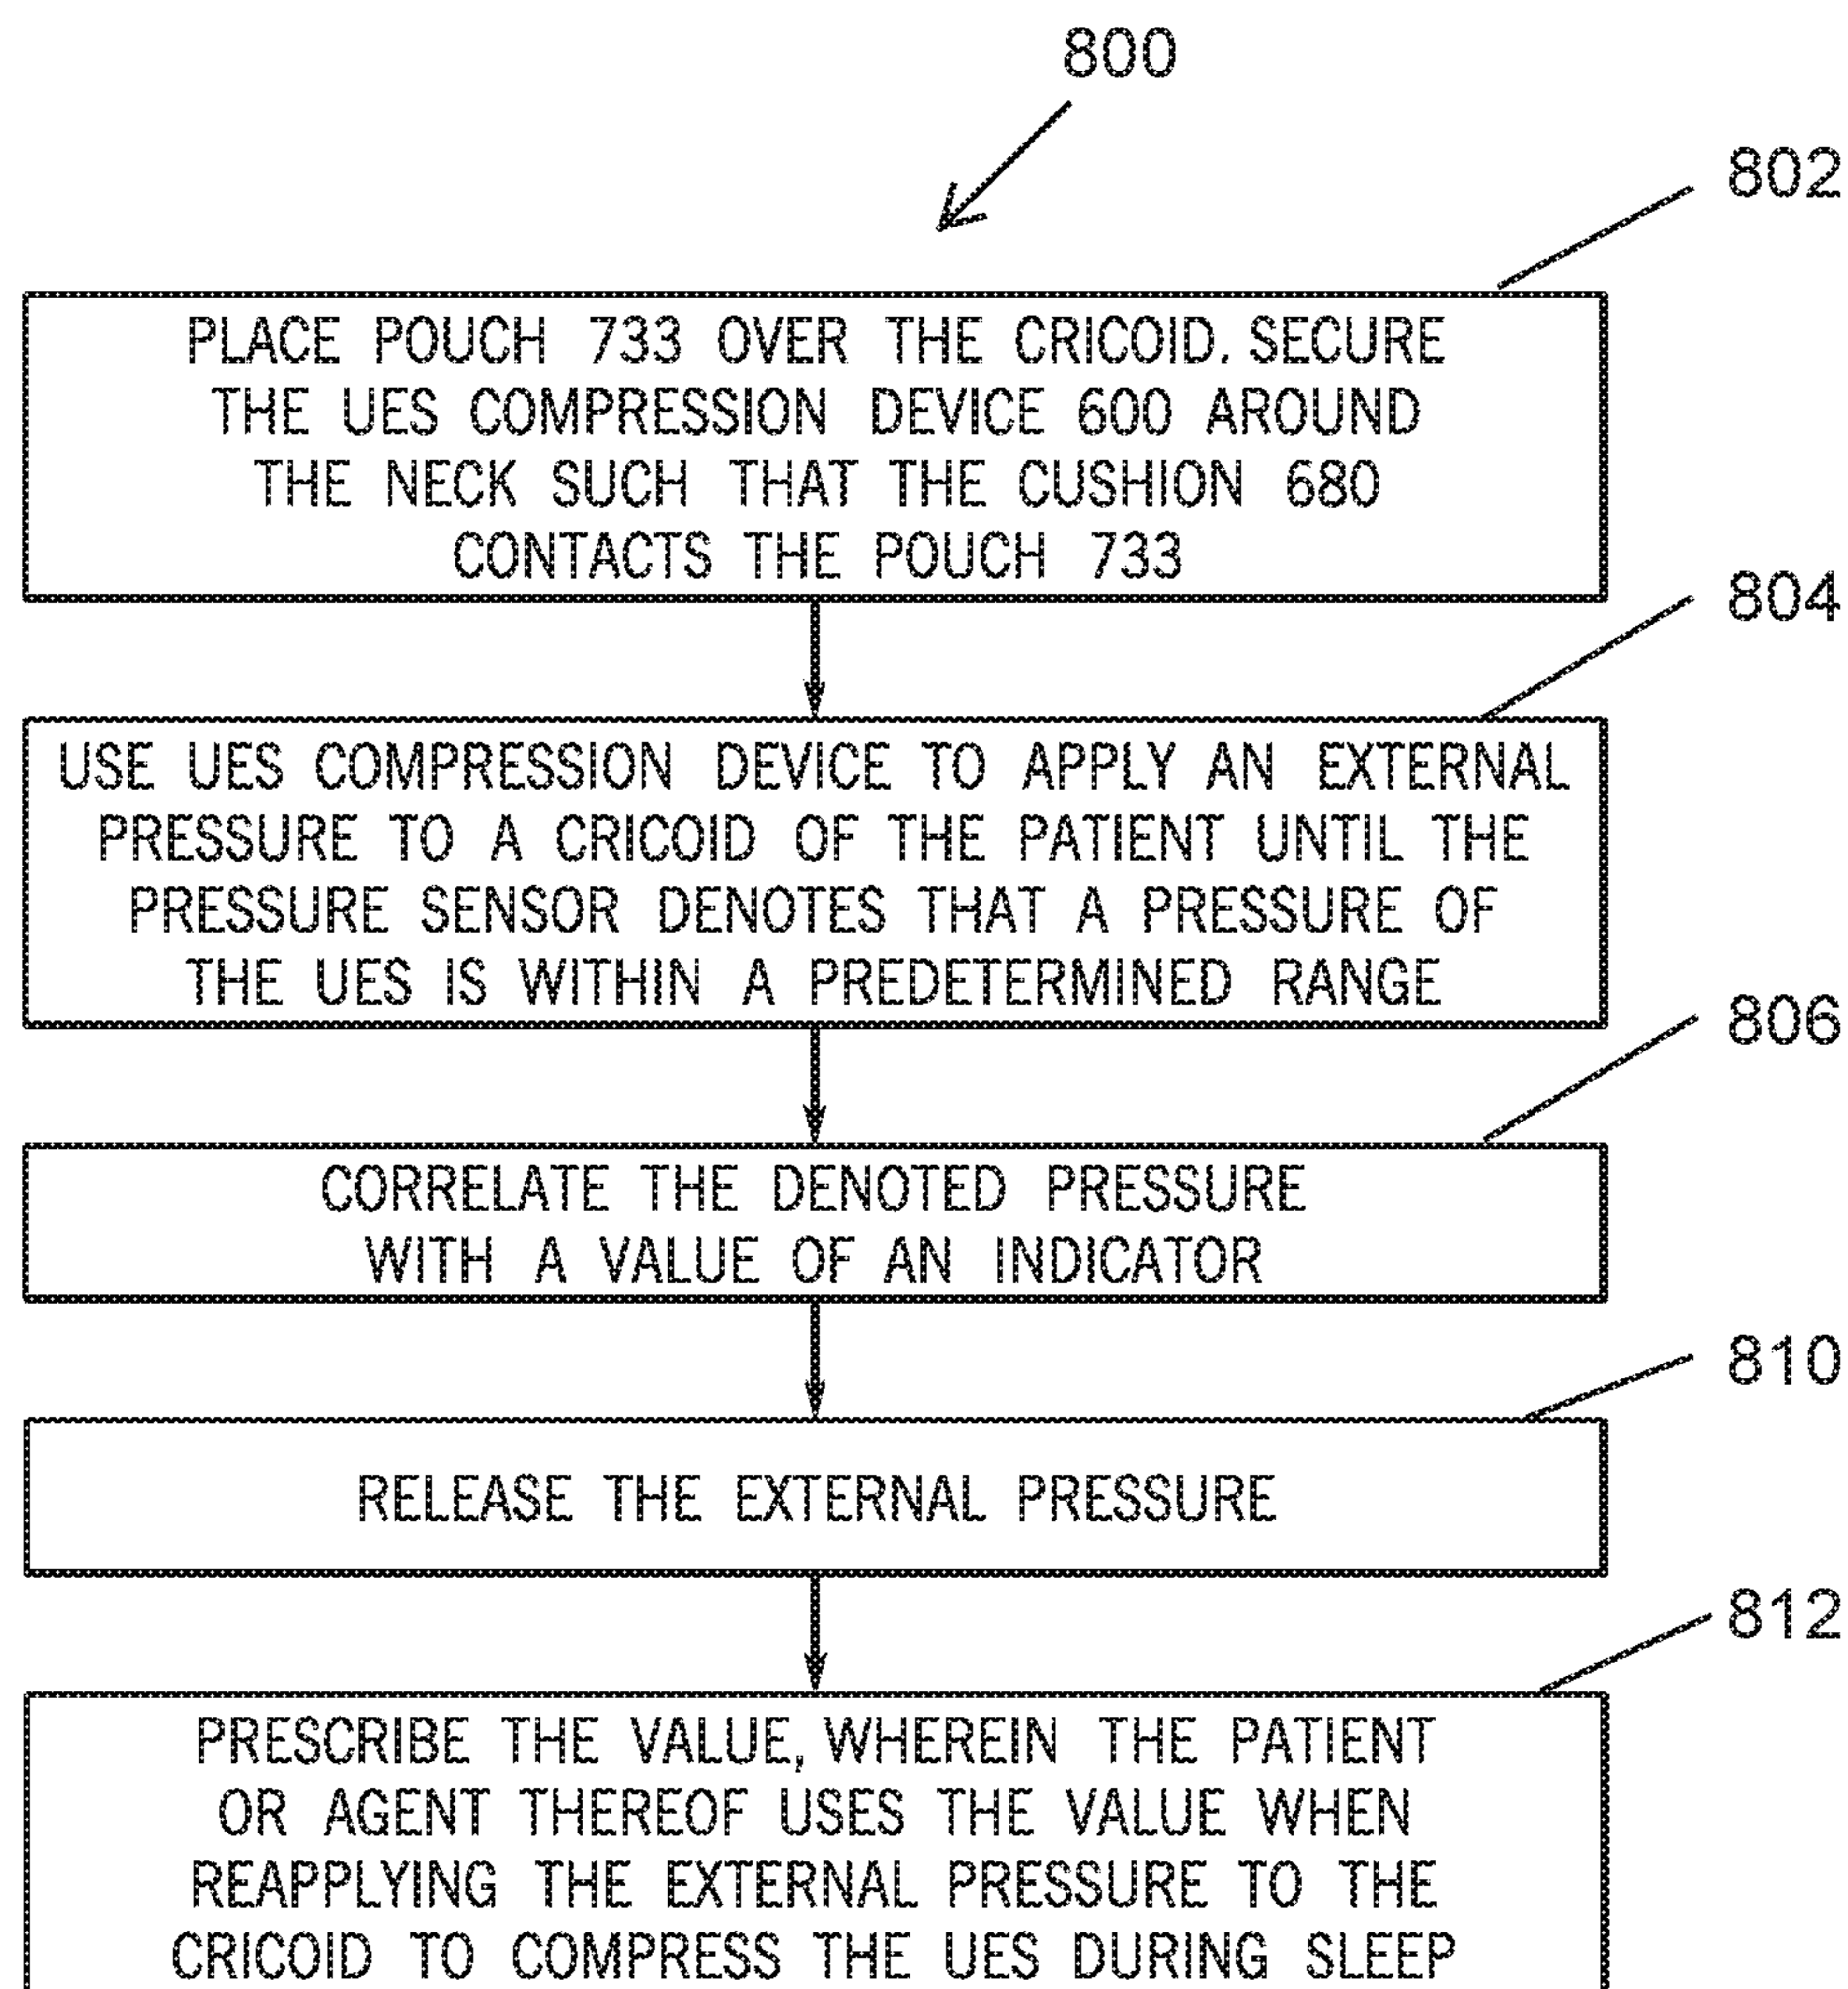 800
802
PLACE POUCH 733 OVER THE CRICOID. SECURE
THE UES COMPRESSION DEVICE 600 AROUND
THE NECK SUCH THAT THE CUSHION 680
CONTACTS THE POUCH 733
804
USE UES COMPRESSION DEVICE TO APPLY AN EXTERNAL
PRESSURE TO A CRICOID OF THE PATIENT UNTIL THE
PRESSURE SENSOR DENOTES THAT A PRESSURE OF
THE UES IS WITHIN A PREDETERMINED RANGE
806
CORRELATE THE DENOTED PRESSURE
WITH A VALUE OF AN INDICATOR
810
RELEASE THE EXTERNAL PRESSURE
812
PRESCRIBE THE VALUE, WHEREIN THE PATIENT
OR AGENT THEREOF USES THE VALUE WHEN
REAPPLYING THE EXTERNAL PRESSURE TO THE
CRICOID TO COMPRESS THE UES DURING SLEEP